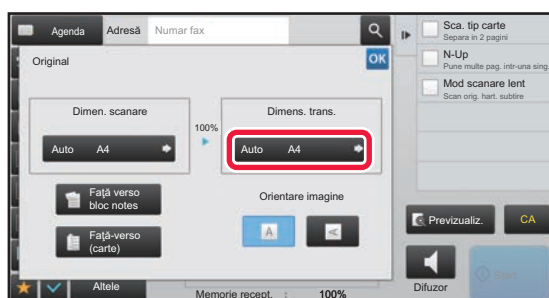 Agenda
Adresă
Numar fax
Sca. tip carte
Separa in 2 pagini
N-Up
Pune multe pag. intr-una sing.
Mod scanare lent
Scan orig. hart. subtire
Original
OK
Dimen. scanare
100%
Dimens. trans.
Auto A4
Auto A4
Faţă verso
bloc notes
Faţă-verso
(carte)
Orientare imagine
A
A
Previzualiz.
CA
Altele
Memorie recept. : 100%
Difuzor
Start